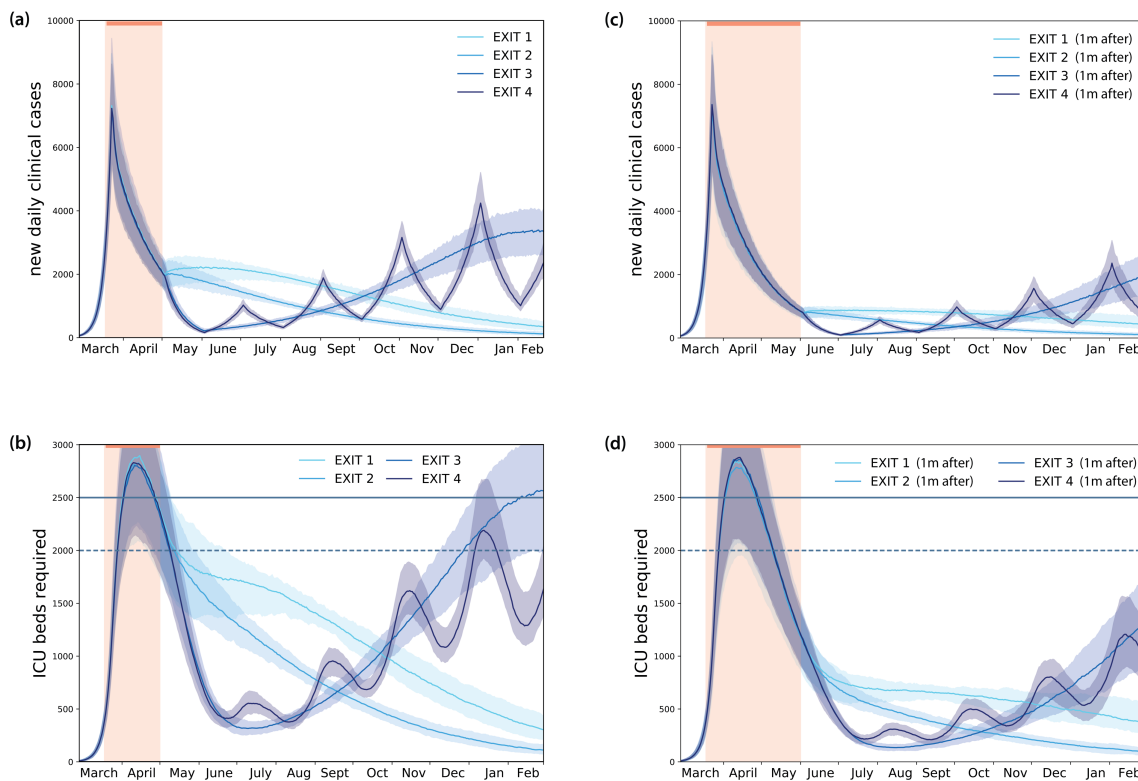 (a)
new daily clinical cases
10000
8000
6000
4000
2000
0
EXIT 1
EXIT 2
EXIT 3
EXIT 4
March April May June July Aug Sept Oct Nov Dec Jan Feb
(c)
new daily clinical cases
10000
8000
6000
4000
2000
0
EXIT 1 (1m after)
EXIT 2 (1m after)
EXIT 3 (1m after)
EXIT 4 (1m after)
March April May June July Aug Sept Oct Nov Dec Jan Feb
(b)
ICU beds required
3000
2500
2000
1500
1000
500
0
EXIT 1 EXIT 3
EXIT 2 EXIT 4
March April May June July Aug Sept Oct Nov Dec Jan Feb
(d)
ICU beds required
3000
2500
2000
1500
1000
500
0
EXIT 1 (1m after) EXIT 3 (1m after)
EXIT 2 (1m after) EXIT 4 (1m after)
March April May June July Aug Sept Oct Nov Dec Jan Feb